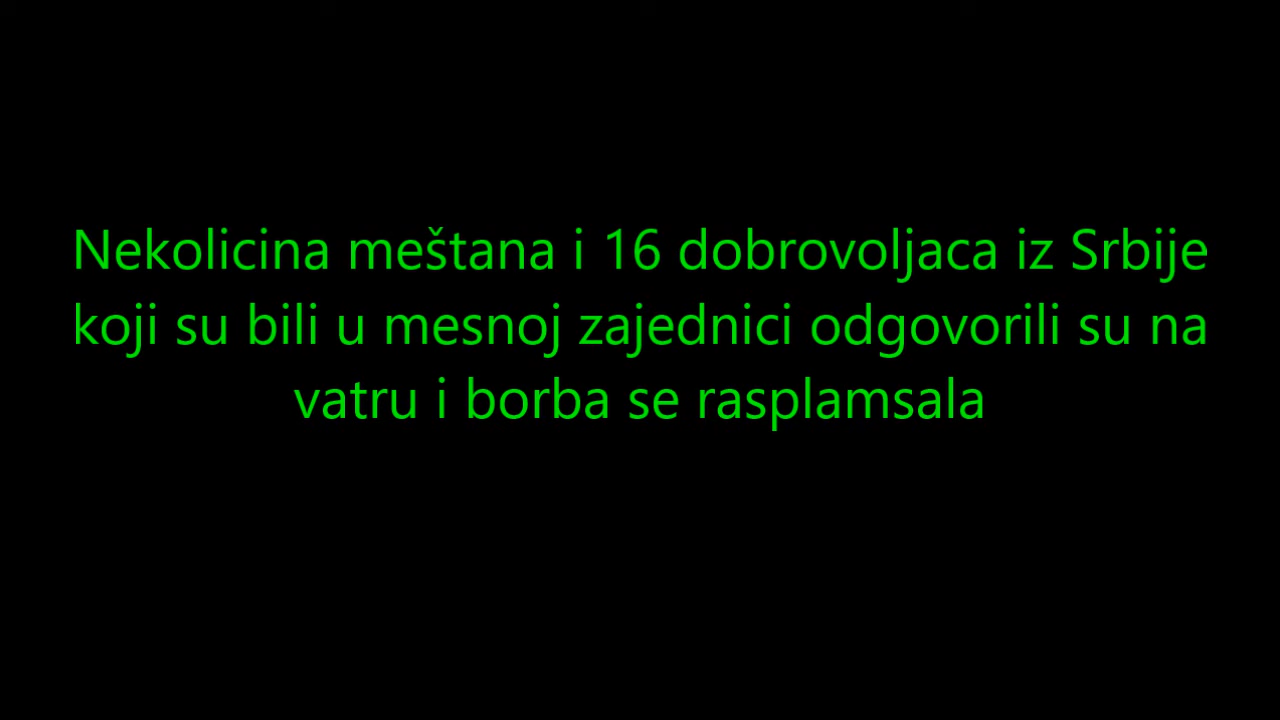 Nekolicina meštana i 16 dobrovoljaca iz Srbije
koji su bili u mesnoj zajednici odgovorili su na
vatru i borba se rasplamsala